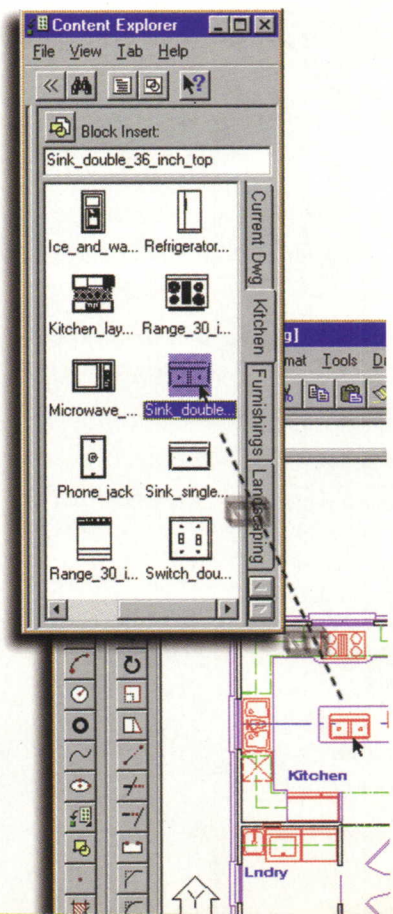 Content Explorer
File View Tab Help
Block Insert:
Sink_double_36_inch_top
Ice_and_wa... Refrigerator...
Kitchen_lay... Range_30_i...
Microwave_... Sink_double...
Phone_jack Sink_single...
Range_30_i... Switch_dou...
Current Dwg
Kitchen
Furnishings
Landscaping
g]
mat Tools Dr
Kitchen
Lndry
Y